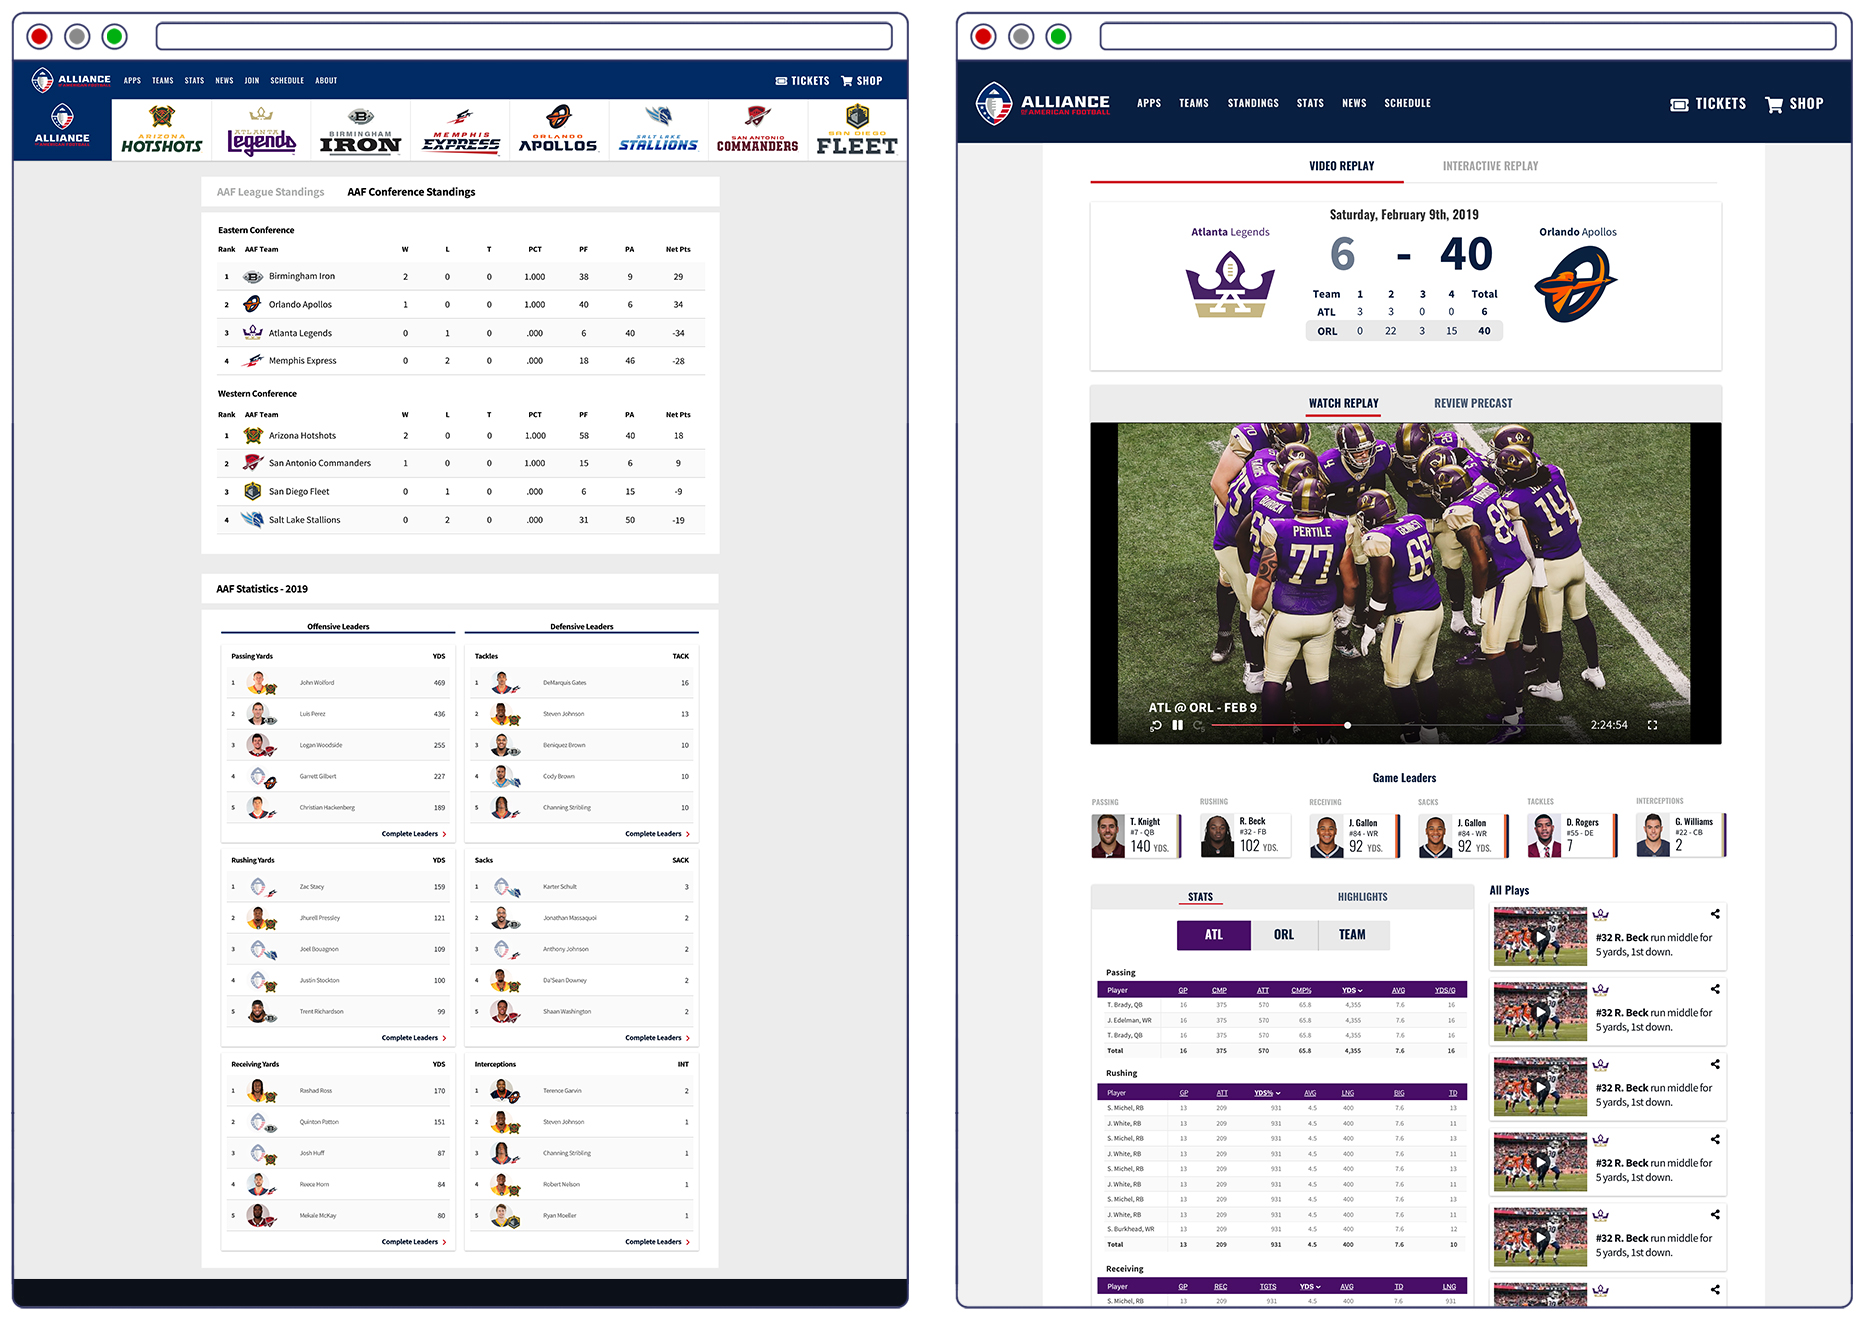 ALLIANCE
OF AMERICAN FOOTBALL
APPS TEAMS STATS NEWS JOIN SCHEDULE ABOUT
TICKETS SHOP
ALLIANCE
OF AMERICAN FOOTBALL
ARIZONA
HOTSHOTS
ATLANTA
Legends
BIRMINGHAM
IRON
MEMPHIS
EXPRESS
ORLANDO
APOLLOS
SALT LAKE
STALLIONS
SAN ANTONIO
COMMANDERS
SAN DIEGO
FLEET
AAF League Standings AAF Conference Standings
Eastern Conference
Rank AAF Team W L T PCT PF PA Net Pts
1 Birmingham Iron 2 0 0 1.000 38 9 29
2 Orlando Apollos 1 0 0 1.000 40 6 34
3 Atlanta Legends 0 1 0 .000 6 40 -34
4 Memphis Express 0 2 0 .000 18 46 -28
Western Conference
Rank AAF Team W L T PCT PF PA Net Pts
1 Arizona Hotshots 2 0 0 1.000 58 40 18
2 San Antonio Commanders 1 0 0 1.000 15 6 9
3 San Diego Fleet 0 1 0 .000 6 15 -9
4 Salt Lake Stallions 0 2 0 .000 31 50 -19
AAF Statistics - 2019
Offensive Leaders
Passing Yards YDS
1 John Wolford 469
2 Luis Perez 436
3 Logan Woodside 255
4 Garrett Gilbert 227
5 Christian Hackenberg 189
Complete Leaders
Rushing Yards YDS
1 Zac Stacy 159
2 Jhurell Pressley 121
3 Joel Bouagnon 109
4 Justin Stockton 100
5 Trent Richardson 99
Complete Leaders
Receiving Yards YDS
1 Rashad Ross 170
2 Quinton Patton 151
3 Josh Huff 87
4 Reece Horn 84
5 Mekale McKay 80
Complete Leaders
Defensive Leaders
Tackles TACK
1 DeMarquis Gates 16
2 Steven Johnson 13
3 Beniquez Brown 10
4 Cody Brown 10
5 Channing Stribling 10
Complete Leaders
Sacks SACK
1 Karter Schult 3
2 Jonathan Massaquoi 2
3 Anthony Johnson 2
4 Da'Sean Downey 2
5 Shaan Washington 2
Complete Leaders
Interceptions INT
1 Terence Garvin 2
2 Steven Johnson 1
3 Channing Stribling 1
4 Robert Nelson 1
5 Ryan Moeller 1
Complete Leaders
ALLIANCE
OF AMERICAN FOOTBALL
APPS TEAMS STANDINGS STATS NEWS SCHEDULE
TICKETS SHOP
VIDEO REPLAY INTERACTIVE REPLAY
Saturday, February 9th, 2019
Atlanta Legends 6 - 40 Orlando Apollos
Team 1 2 3 4 Total
ATL 3 3 0 0 6
ORL 0 22 3 15 40
WATCH REPLAY REVIEW PRECAST
PERTILE
77
GENNESY
65
14
4
ATL @ ORL - FEB 9
5 5 2:24:54
Game Leaders
PASSING
T. Knight
#7 - QB
140 YDS.
RUSHING
R. Beck
#32 - FB
102 YDS.
RECEIVING
J. Gallon
#84 - WR
92 YDS.
SACKS
J. Gallon
#84 - WR
92 YDS.
TACKLES
D. Rogers
#55 - DE
7
INTERCEPTIONS
G. Williams
#22 - CB
2
STATS HIGHLIGHTS
ATL ORL TEAM
Passing
Player GP CMP ATT CMP% YDS AVG YDS/G
T. Brady, QB 16 375 570 65.8 4,355 7.6 16
J. Edelman, WR 16 375 570 65.8 4,355 7.6 16
T. Brady, QB 16 375 570 65.8 4,355 7.6 16
Total 16 375 570 65.8 4,355 7.6 16
Rushing
Player GP ATT YDS% AVG LNG BIG TD
S. Michel, RB 13 209 931 4.5 400 7.6 13
J. White, RB 13 209 931 4.5 400 7.6 11
S. Michel, RB 13 209 931 4.5 400 7.6 13
J. White, RB 13 209 931 4.5 400 7.6 11
S. Michel, RB 13 209 931 4.5 400 7.6 13
J. White, RB 13 209 931 4.5 400 7.6 11
S. Michel, RB 13 209 931 4.5 400 7.6 13
J. White, RB 13 209 931 4.5 400 7.6 11
S. Burkhead, WR 13 209 931 4.5 400 7.6 12
Total 13 209 931 4.5 400 7.6 10
Receiving
Player GP REC TGTS YDS AVG TD LNG
S. Michel, RB 13 209 931 4.5 400 7.6 931
All Plays
#32 R. Beck run middle for
5 yards, 1st down.
#32 R. Beck run middle for
5 yards, 1st down.
#32 R. Beck run middle for
5 yards, 1st down.
#32 R. Beck run middle for
5 yards, 1st down.
#32 R. Beck run middle for
5 yards, 1st down.